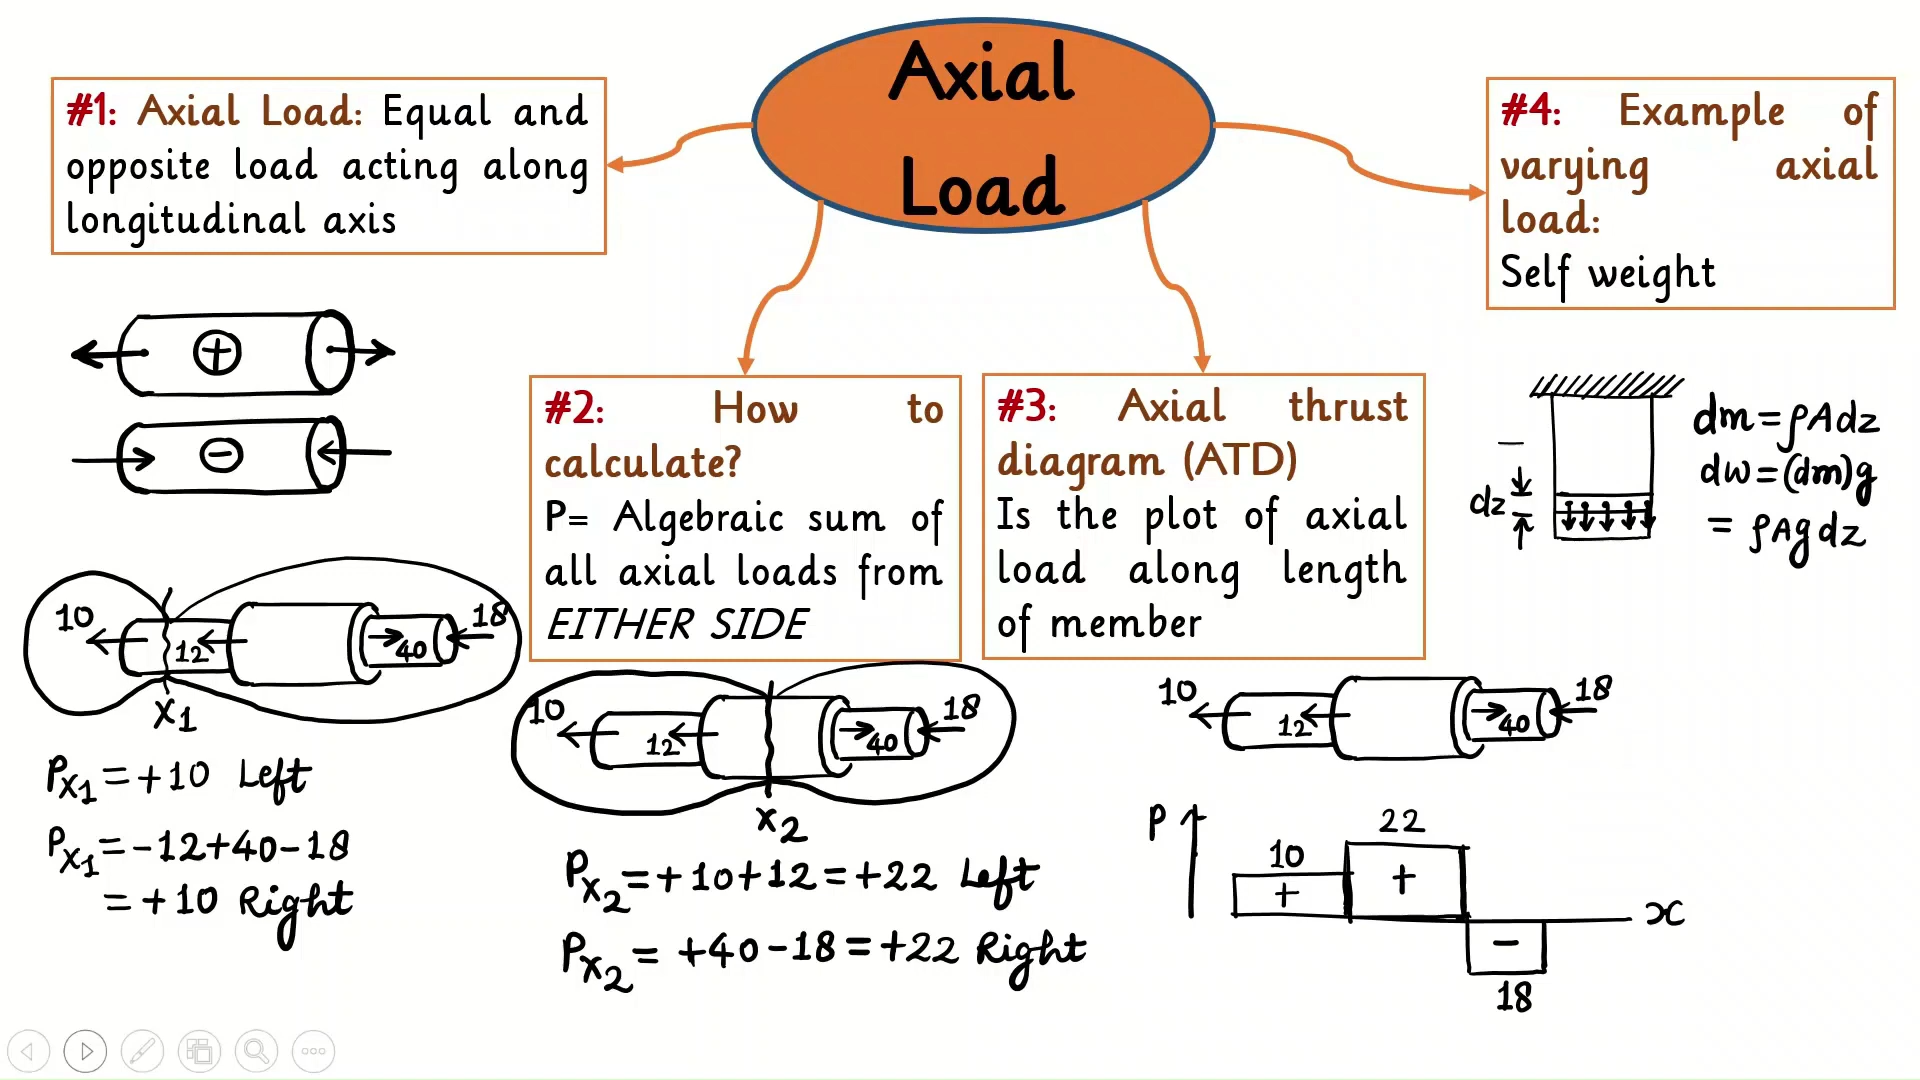 Axial
Load
#1: Axial Load: Equal and
opposite load acting along
longitudinal axis
#2: How to
calculate?
P= Algebraic sum of
all axial loads from
EITHER SIDE
#3: Axial thrust
diagram (ATD)
Is the plot of axial
load along length
of member
#4: Example of
varying axial
load:
Self weight
+
−
10
12
40
18
X1
PX1 = +10 Left
PX1 = -12+40-18
= +10 Right
10
12
40
18
X2
PX2 = +10+12 = +22 Left
PX2 = +40-18 = +22 Right
10
12
40
18
P
22
10
+
+
x
−
18
dz
dm = ρAdz
dw = (dm)g
= ρAgdz